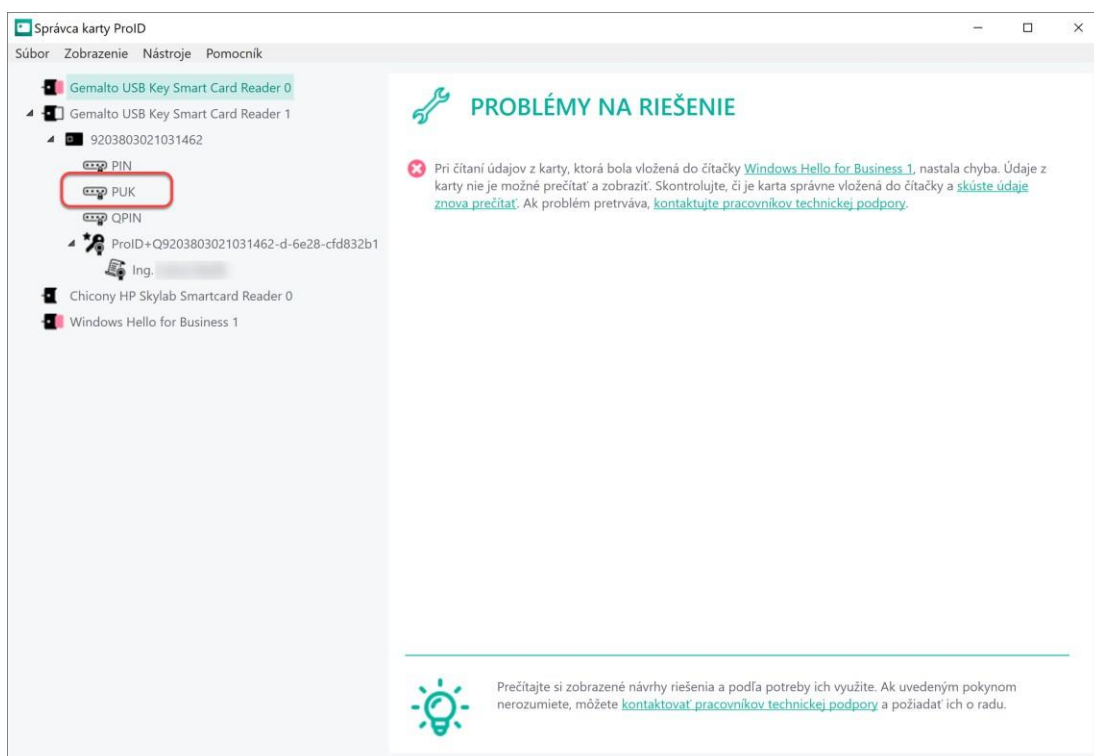 Správca karty ProID
Súbor Zobrazenie Nástroje Pomocník
Gemalto USB Key Smart Card Reader 0
Gemalto USB Key Smart Card Reader 1
9203803021031462
PIN
PUK
QPIN
ProID+Q9203803021031462-d-6e28-cfd832b1
Ing.
Chicony HP Skylab Smartcard Reader 0
Windows Hello for Business 1
PROBLÉMY NA RIEŠENIE
Pri čítaní údajov z karty, ktorá bola vložená do čítačky Windows Hello for Business 1, nastala chyba. Údaje z
karty nie je možné prečítať a zobraziť. Skontrolujte, či je karta správne vložená do čítačky a skúste údaje
znova prečítať. Ak problém pretrváva, kontaktujte pracovníkov technickej podpory.
Prečítajte si zobrazené návrhy riešenia a podľa potreby ich využite. Ak uvedeným pokynom
nerozumiete, môžete kontaktovať pracovníkov technickej podpory a požiadať ich o radu.